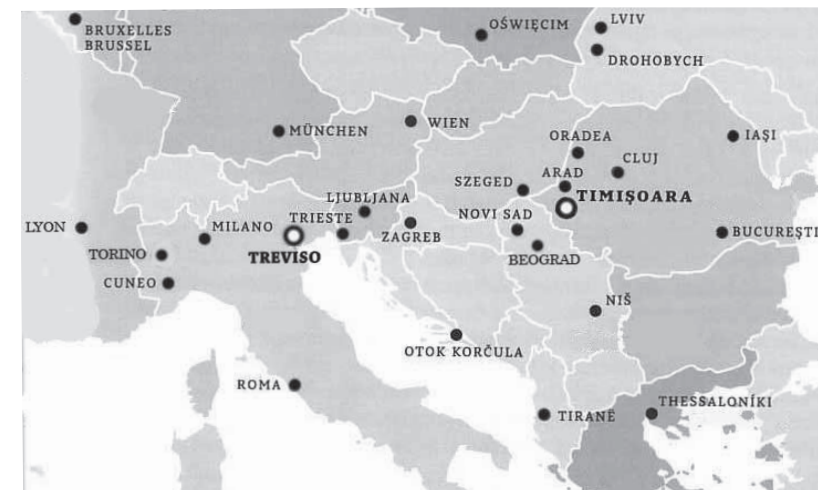 BRUXELLES
BRUSSEL
OŚWIĘCIM
LVIV
DROHOBYCH
MÜNCHEN
WIEN
ORADEA
IAŞI
CLUJ
ARAD
SZEGED
TIMIŞOARA
LJUBLJANA
TRIESTE
NOVI SAD
MILANO
LYON
ZAGREB
BUCUREŞTI
TORINO
TREVISO
BEOGRAD
CUNEO
NIŠ
OTOK KORČULA
ROMA
THESSALONÍKI
TIRANË